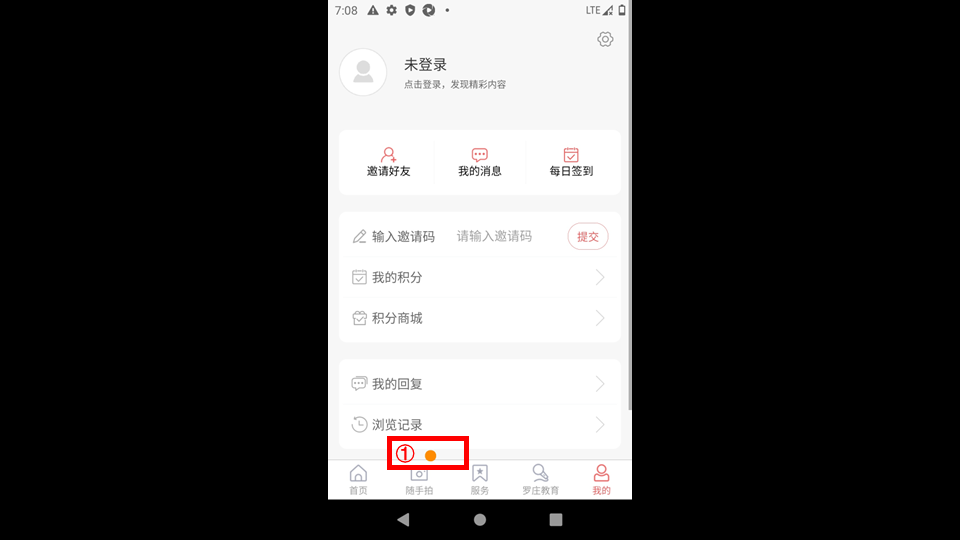 7:08
LTE
未登录
点击登录，发现精彩内容
邀请好友 我的消息 每日签到
输入邀请码 请输入邀请码 提交
我的积分
积分商城
我的回复
浏览记录
①
首页 随手拍 服务 罗庄教育 我的